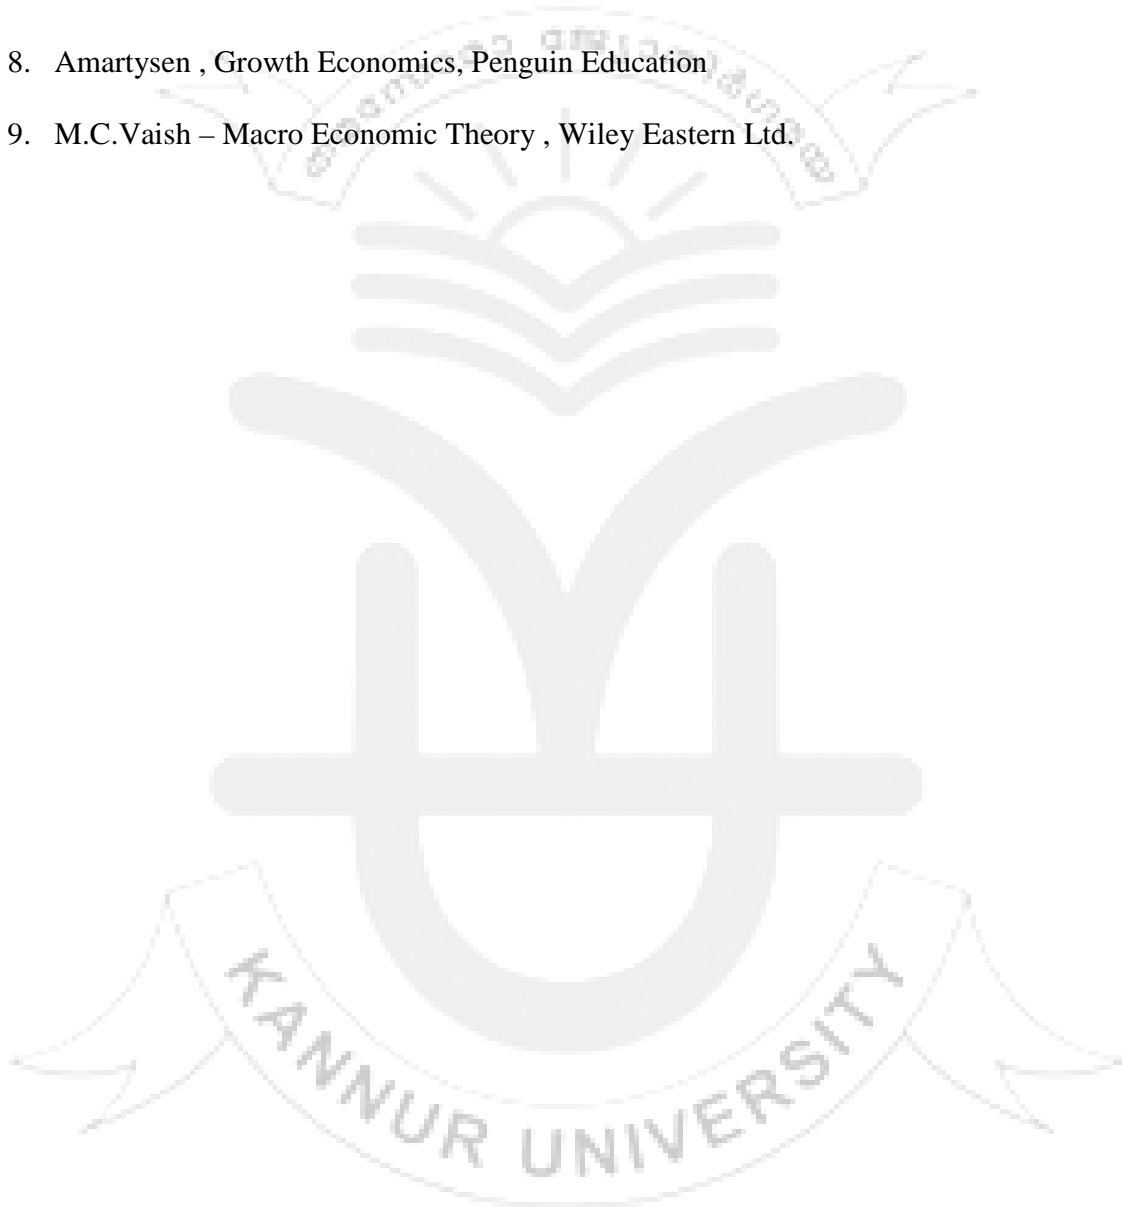 8. Amartysen , Growth Economics, Penguin Education
9. M.C.Vaish – Macro Economic Theory , Wiley Eastern Ltd.
KANNUR UNIVERSITY